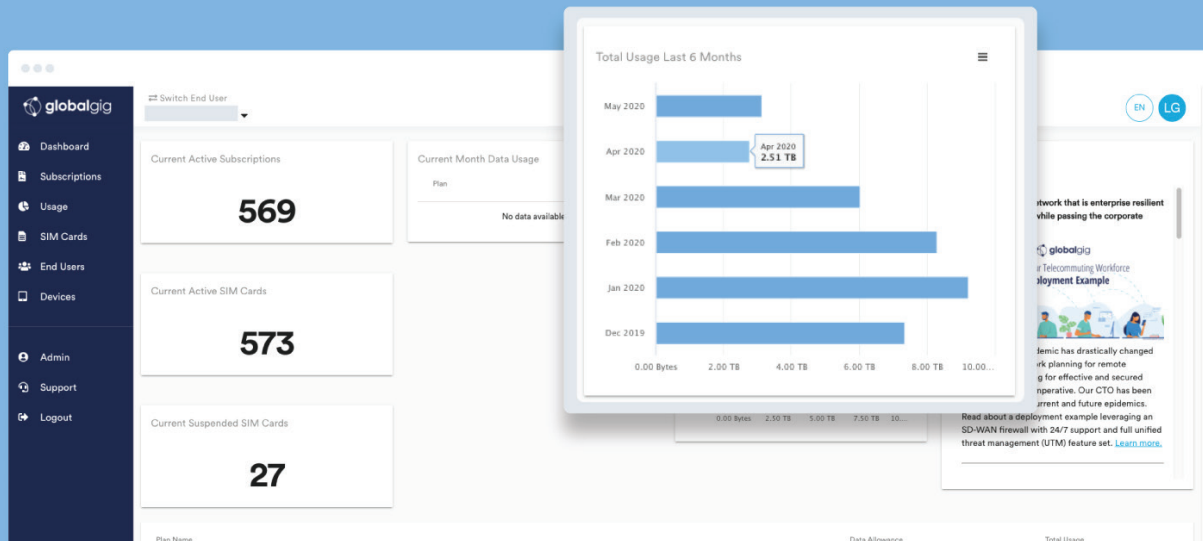 globalgig
Dashboard
Subscriptions
Usage
SIM Cards
End Users
Devices
Admin
Support
Logout
Switch End User
EN
LG
Current Active Subscriptions
569
Current Month Data Usage
Plan
No data available
Current Active SIM Cards
573
Current Suspended SIM Cards
27
Total Usage Last 6 Months
May 2020
Apr 2020
Apr 2020
2.51 TB
Mar 2020
Feb 2020
Jan 2020
Dec 2019
0.00 Bytes 2.00 TB 4.00 TB 6.00 TB 8.00 TB 10.00...
0.00 Bytes 2.50 TB 5.00 TB 7.50 TB 10...
that is enterprise resilient
while passing the corporate
globalgig
Telecommuting Workforce
Example
has drastically changed
planning for remote
for effective and secured
Our CTO has been
and future epidemics.
Read about a deployment example leveraging an
SD-WAN firewall with 24/7 support and full unified
threat management (UTM) feature set. Learn more.
Plan Name Data Allowance Total Usage